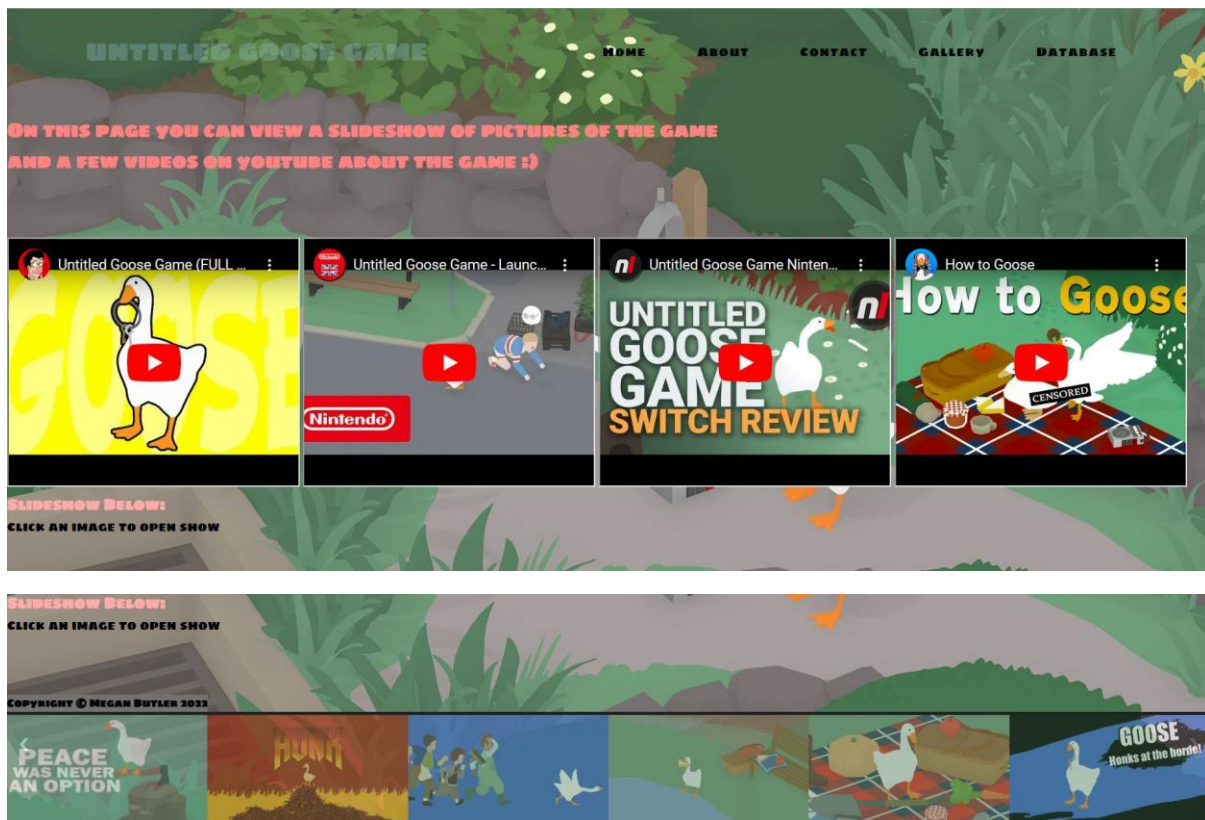 UNTITLED GOOSE GAME
HOME ABOUT CONTACT GALLERY DATABASE
ON THIS PAGE YOU CAN VIEW A SLIDESHOW OF PICTURES OF THE GAME
AND A FEW VIDEOS ON YOUTUBE ABOUT THE GAME :)
Untitled Goose Game (FULL ...
GOOSE
Untitled Goose Game - Launc...
Nintendo
Untitled Goose Game Ninten...
n
UNTITLED
GOOSE
GAME
SWITCH REVIEW
How to Goose
How to Goose
CENSORED
SLIDESHOW BELOW:
CLICK AN IMAGE TO OPEN SHOW
SLIDESHOW BELOW:
CLICK AN IMAGE TO OPEN SHOW
COPYRIGHT © MEGAN BUTLER 2022
PEACE
WAS NEVER
AN OPTION
HONK
GOOSE
Honks at the horde!